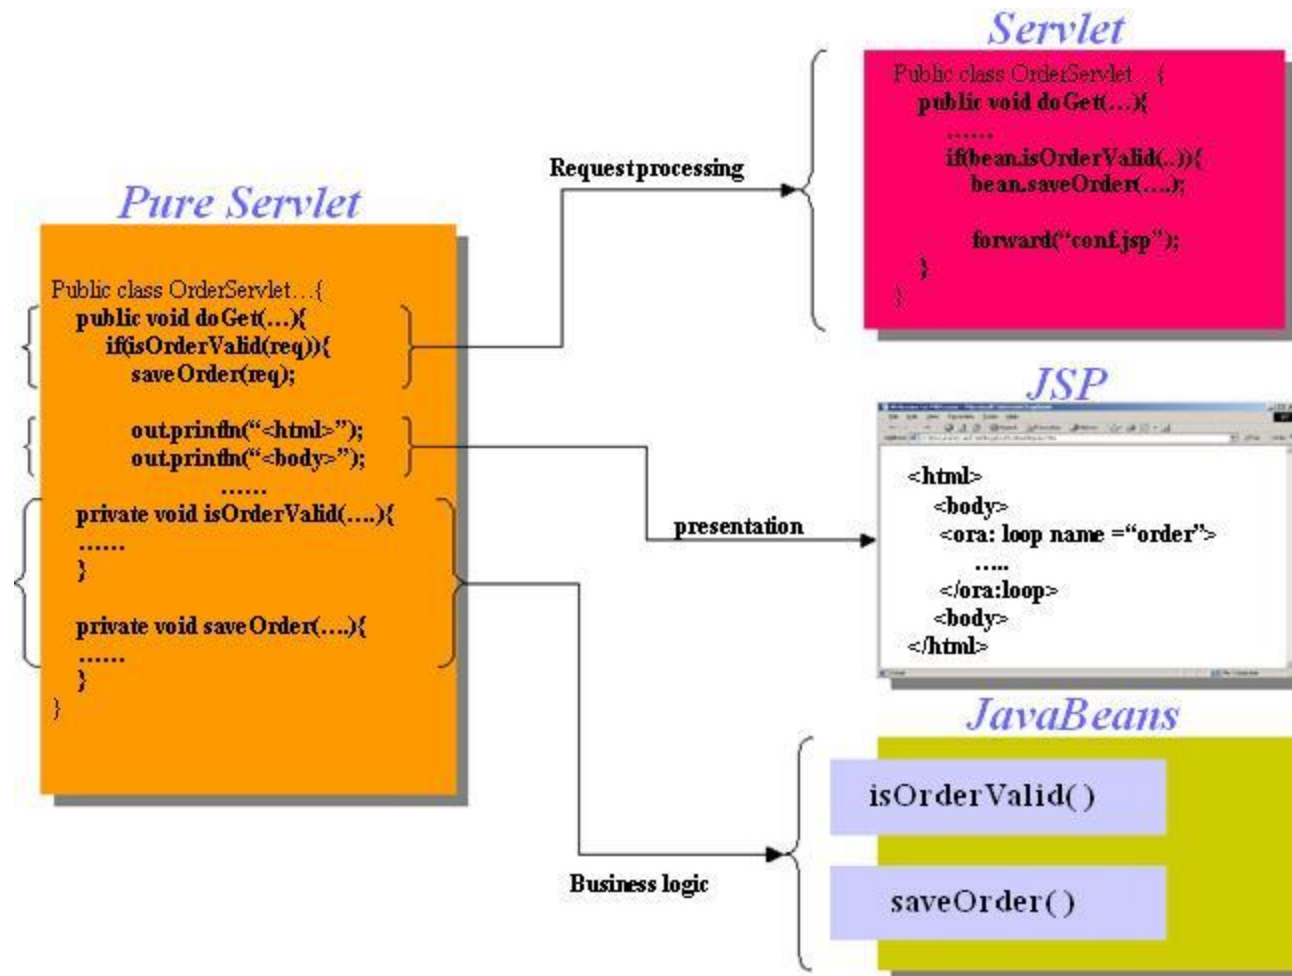 Servlet
Public class OrderServlet...{
public void doGet(...){
......
if(bean.isOrderValid(..)){
bean.saveOrder(....);
forward(“conf.jsp”);
}
}
Request processing
Pure Servlet
Public class OrderServlet...{
public void doGet(...){
if(isOrderValid(req)){
saveOrder(req);
out.println(“<html>”);
out.println(“<body>”);
......
private void isOrderValid(....){
......
}
private void saveOrder(....){
......
}
}
presentation
JSP
<html>
<body>
<ora: loop name =“order”>
.....
</ora:loop>
<body>
</html>
Business logic
JavaBeans
isOrderValid( )
saveOrder( )